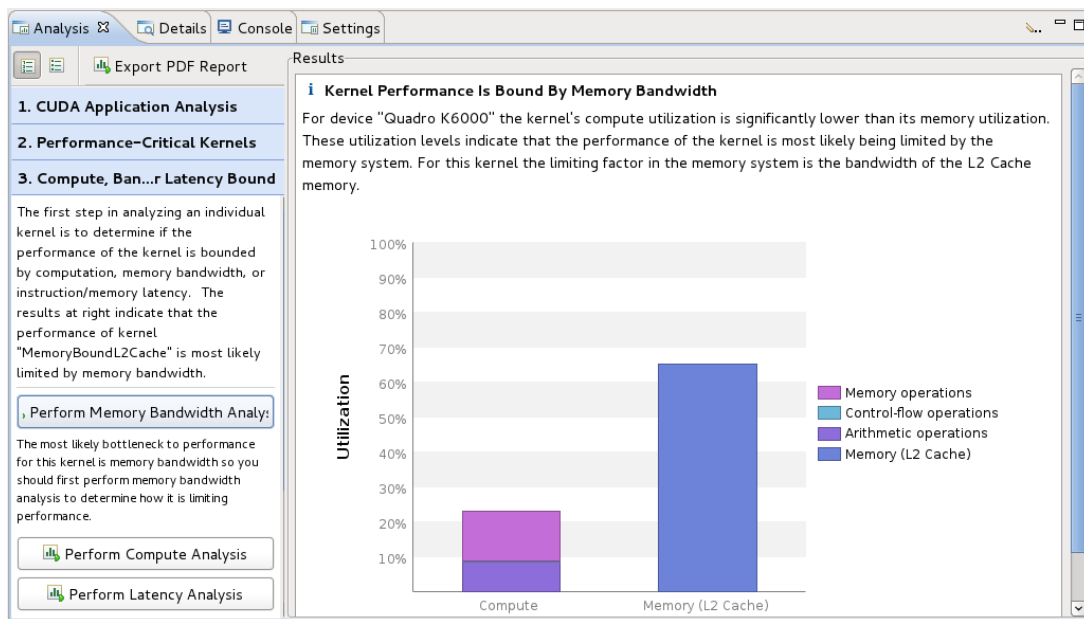 Analysis
Details
Console
Settings
Export PDF Report
1. CUDA Application Analysis
2. Performance-Critical Kernels
3. Compute, Ban...r Latency Bound
The first step in analyzing an individual
kernel is to determine if the
performance of the kernel is bounded
by computation, memory bandwidth, or
instruction/memory latency. The
results at right indicate that the
performance of kernel
"MemoryBoundL2Cache" is most likely
limited by memory bandwidth.
Perform Memory Bandwidth Analys
The most likely bottleneck to performance
for this kernel is memory bandwidth so you
should first perform memory bandwidth
analysis to determine how it is limiting
performance.
Perform Compute Analysis
Perform Latency Analysis
Results
i Kernel Performance Is Bound By Memory Bandwidth
For device "Quadro K6000" the kernel's compute utilization is significantly lower than its memory utilization.
These utilization levels indicate that the performance of the kernel is most likely being limited by the
memory system. For this kernel the limiting factor in the memory system is the bandwidth of the L2 Cache
memory.
Utilization
100%
90%
80%
70%
60%
50%
40%
30%
20%
10%
Compute
Memory (L2 Cache)
Memory operations
Control-flow operations
Arithmetic operations
Memory (L2 Cache)